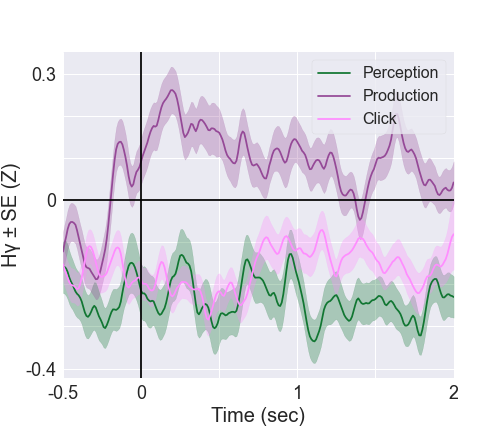 Perception
Production
Click
0.3
0
-0.4
Hγ ± SE (Z)
-0.5
0
1
2
Time (sec)